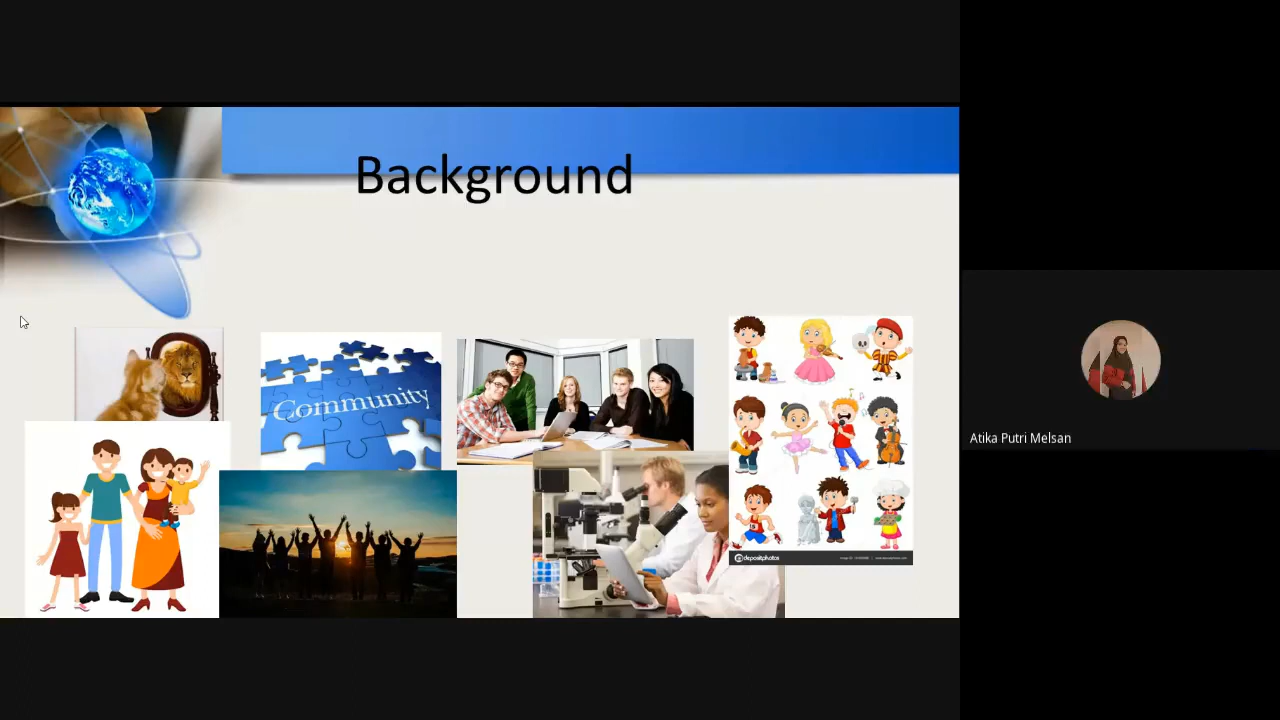 Background
Community
depositphotos
Atika Putri Melsan